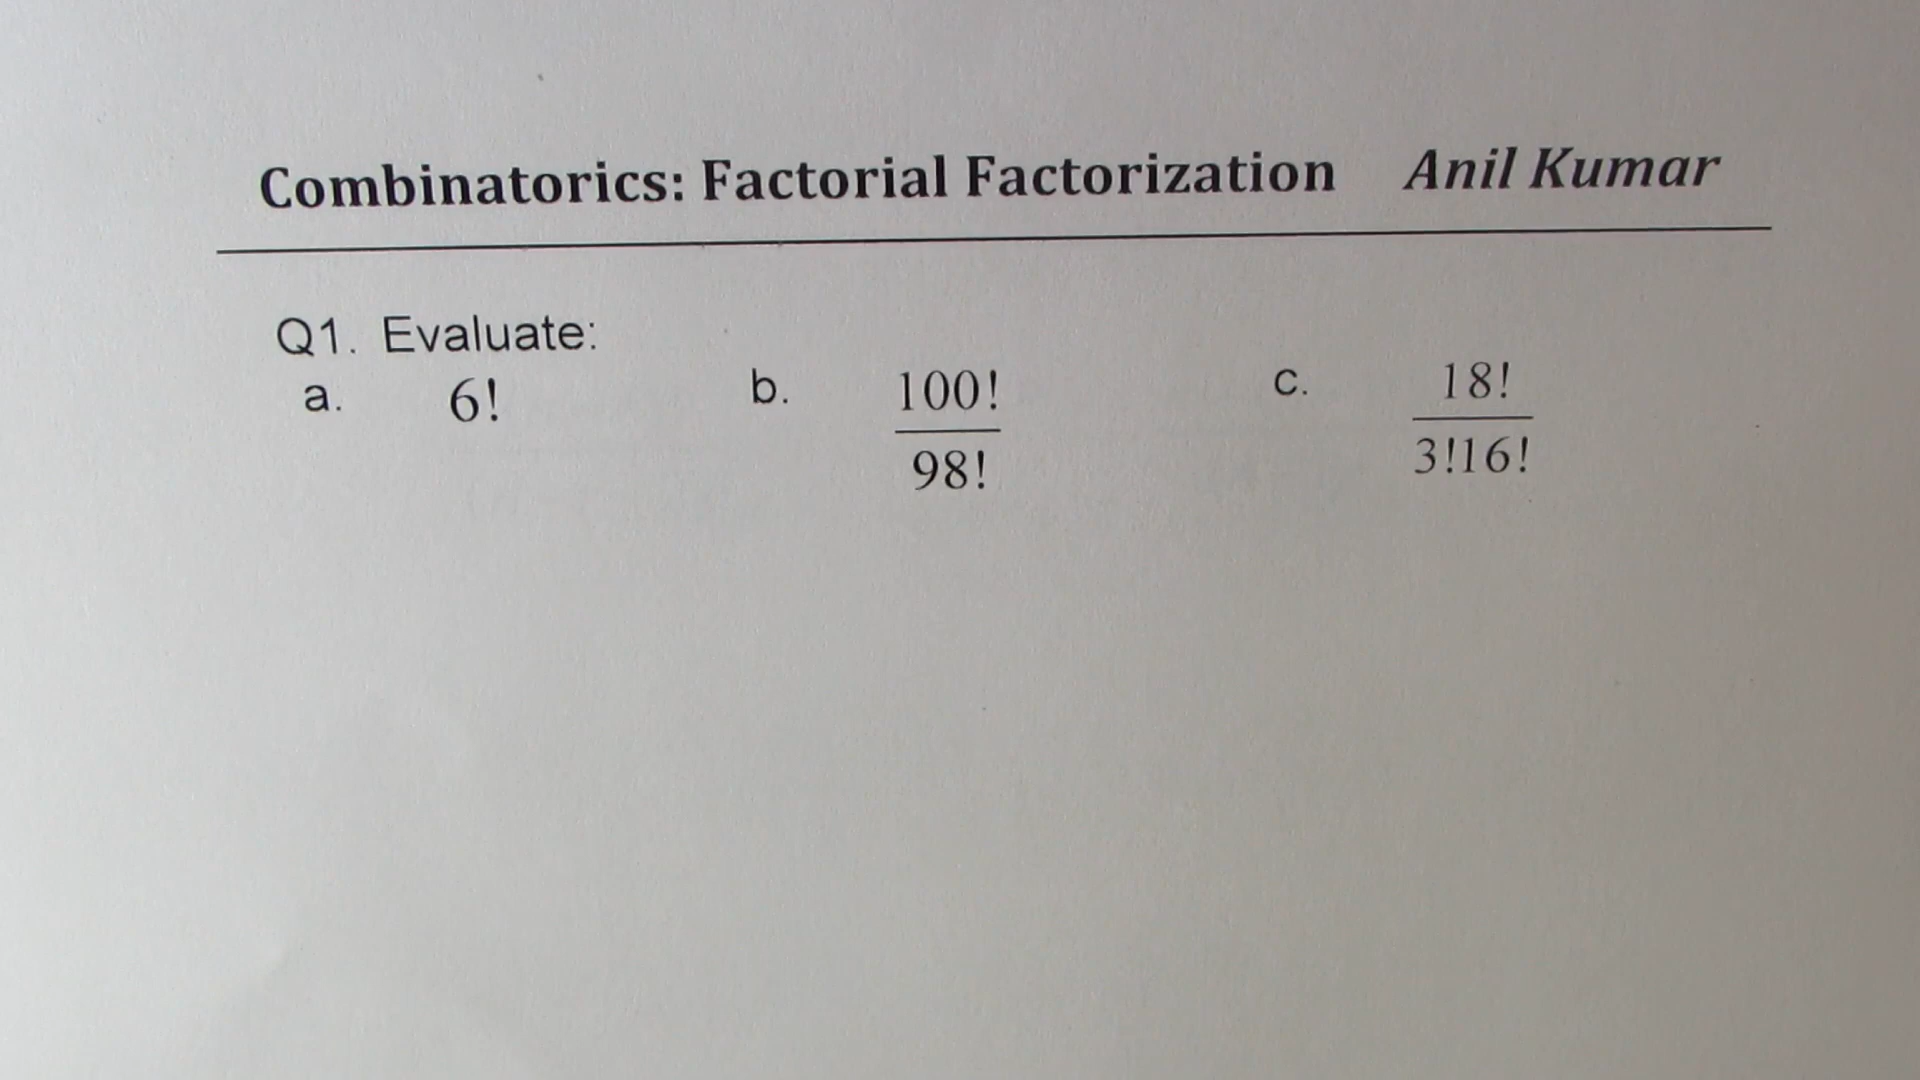 Combinatorics: Factorial Factorization Anil Kumar
Q1. Evaluate:
a. 6! b. 100! c. 18!
98! 3!16!